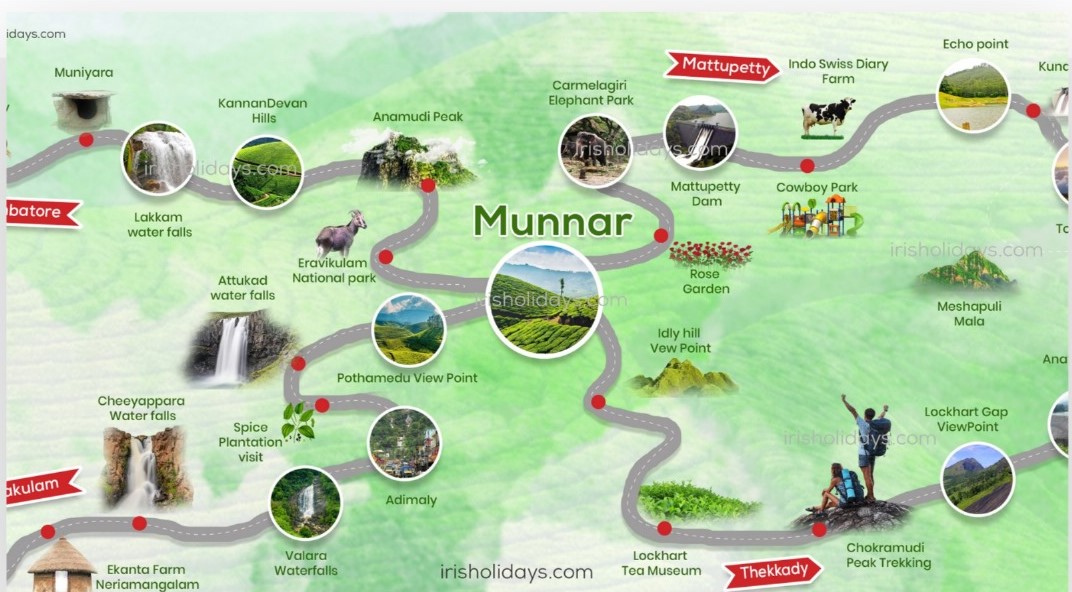 idays.com
Muniyara
KannanDevan
Hills
Anamudi Peak
Carmelagiri
Elephant Park
Mattupetty
Indo Swiss Diary
Farm
Echo point
irisholidays.com
irisholidays.com
Lakkam
water falls
Mattupetty
Dam
Cowboy Park
Munnar
Eravikulam
National park
Rose
Garden
irisholidays.com
Attukad
water falls
irisholidays.com
Meshapuli
Mala
Idly hill
Vew Point
Pothamedu View Point
Cheeyappara
Water falls
Spice
Plantation
visit
Lockhart Gap
ViewPoint
irisholidays.com
Adimaly
akulam
Valara
Waterfalls
Lockhart
Tea Museum
Chokramudi
Peak Trekking
Thekkady
irisholidays.com
Ekanta Farm
Neriamangalam